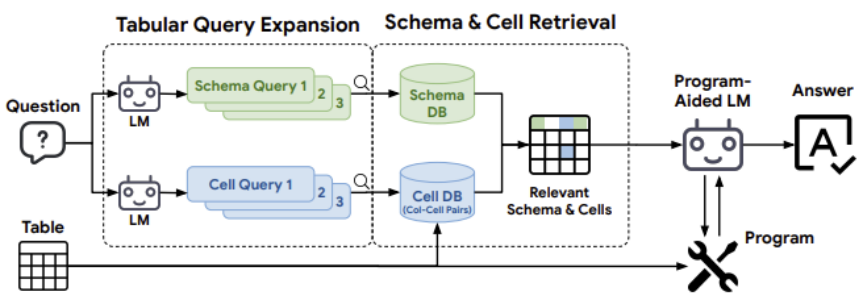 Tabular Query Expansion
Schema & Cell Retrieval
Question
?
LM
Schema Query 1
2
3
Schema
DB
LM
Cell Query 1
2
3
Cell DB
(Col-Cell Pairs)
Relevant
Schema & Cells
Program-
Aided LM
Answer
A
Table
Program